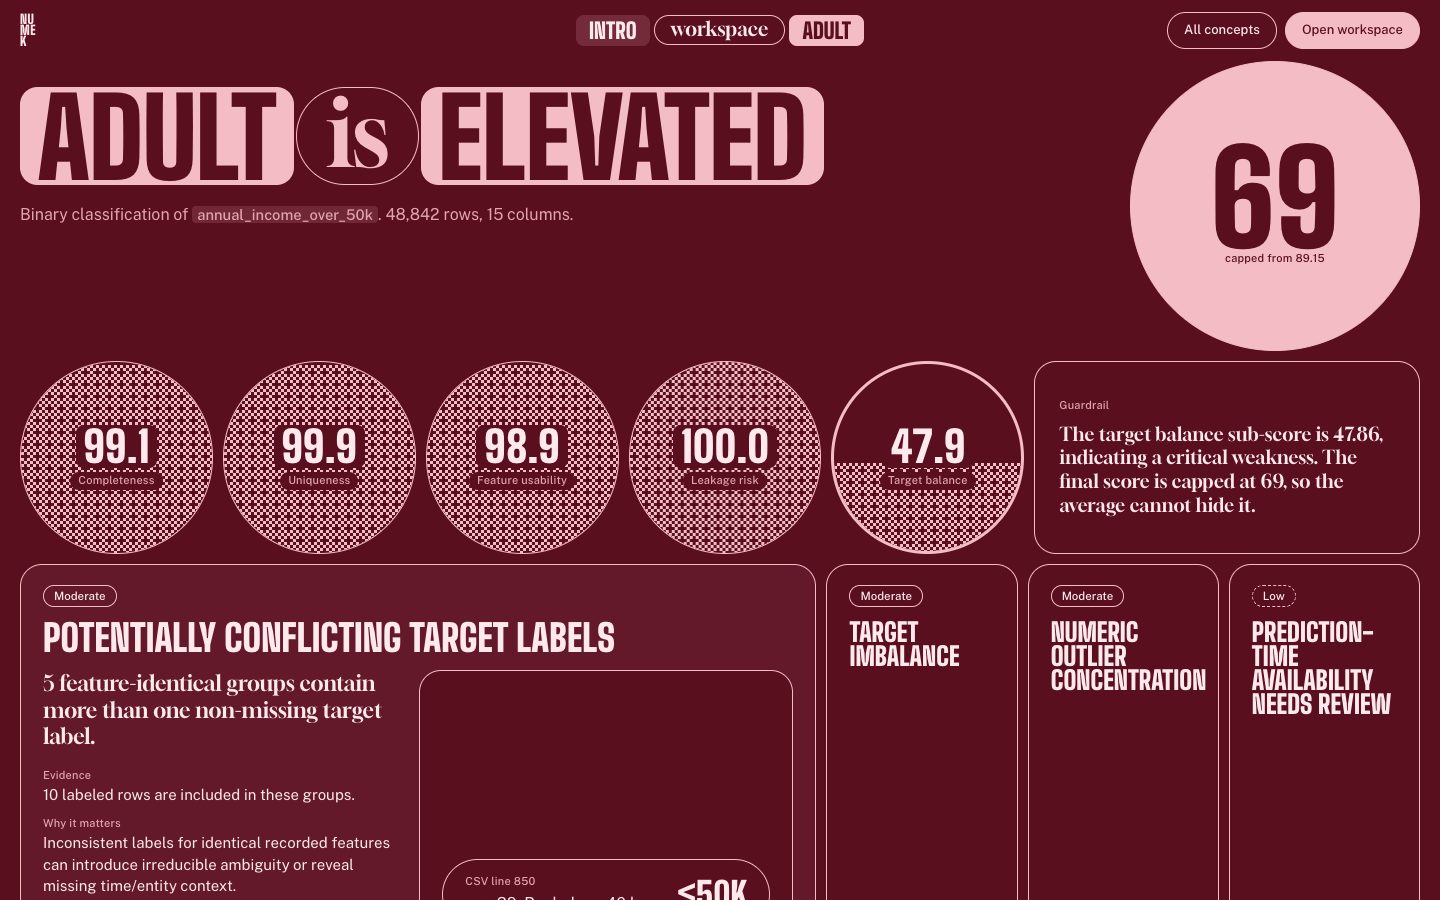 NU
ME
K
INTRO
workspace
ADULT
All concepts
Open workspace
ADULT is ELEVATED
Binary classification of annual_income_over_50k. 48,842 rows, 15 columns.
69
capped from 89.15
99.1
Completeness
99.9
Uniqueness
98.9
Feature usability
100.0
Leakage risk
47.9
Target balance
Guardrail
The target balance sub-score is 47.86,
indicating a critical weakness. The
final score is capped at 69, so the
average cannot hide it.
Moderate
POTENTIALLY CONFLICTING TARGET LABELS
5 feature-identical groups contain
more than one non-missing target
label.
Evidence
10 labeled rows are included in these groups.
Why it matters
Inconsistent labels for identical recorded features
can introduce irreducible ambiguity or reveal
missing time/entity context.
CSV line 850
<50K
Moderate
TARGET
IMBALANCE
Moderate
NUMERIC
OUTLIER
CONCENTRATION
Low
PREDICTION-
TIME
AVAILABILITY
NEEDS REVIEW